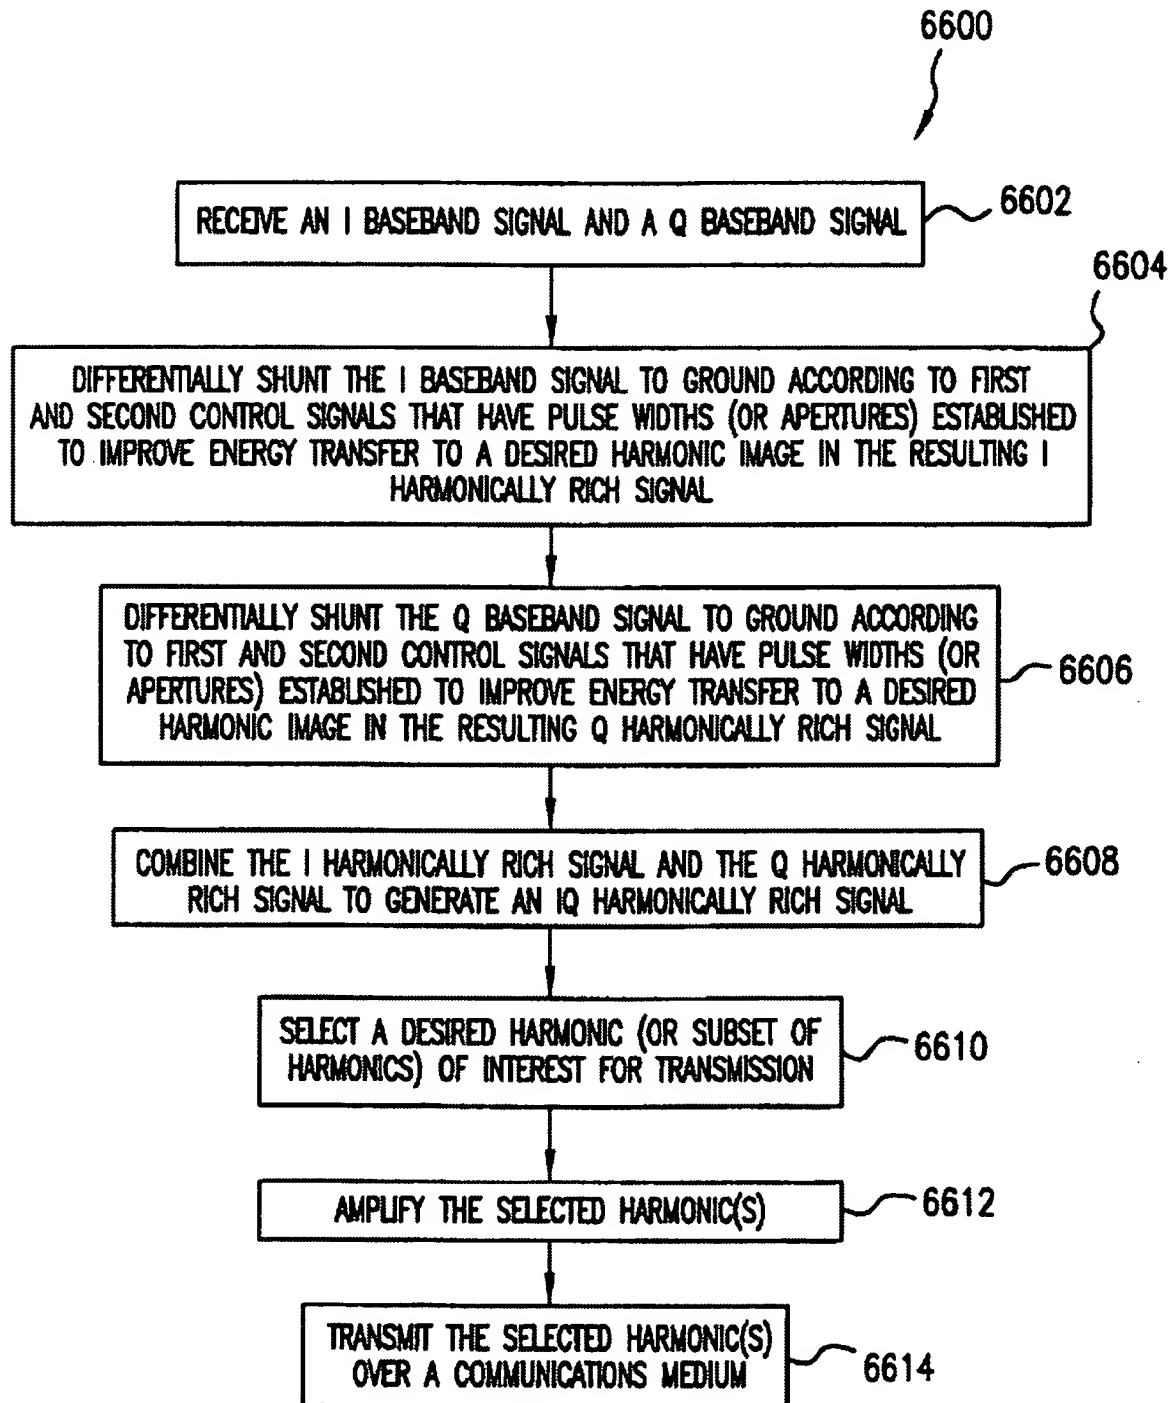 6600
RECEIVE AN I BASEBAND SIGNAL AND A Q BASEBAND SIGNAL
6602
6604
DIFFERENTIALLY SHUNT THE I BASEBAND SIGNAL TO GROUND ACCORDING TO FIRST
AND SECOND CONTROL SIGNALS THAT HAVE PULSE WIDTHS (OR APERTURES) ESTABLISHED
TO IMPROVE ENERGY TRANSFER TO A DESIRED HARMONIC IMAGE IN THE RESULTING I
HARMONICALLY RICH SIGNAL
DIFFERENTIALLY SHUNT THE Q BASEBAND SIGNAL TO GROUND ACCORDING
TO FIRST AND SECOND CONTROL SIGNALS THAT HAVE PULSE WIDTHS (OR
APERTURES) ESTABLISHED TO IMPROVE ENERGY TRANSFER TO A DESIRED
HARMONIC IMAGE IN THE RESULTING Q HARMONICALLY RICH SIGNAL
6606
COMBINE THE I HARMONICALLY RICH SIGNAL AND THE Q HARMONICALLY
RICH SIGNAL TO GENERATE AN IQ HARMONICALLY RICH SIGNAL
6608
SELECT A DESIRED HARMONIC (OR SUBSET OF
HARMONICS) OF INTEREST FOR TRANSMISSION
6610
AMPLIFY THE SELECTED HARMONIC(S)
6612
TRANSMIT THE SELECTED HARMONIC(S)
OVER A COMMUNICATIONS MEDIUM
6614